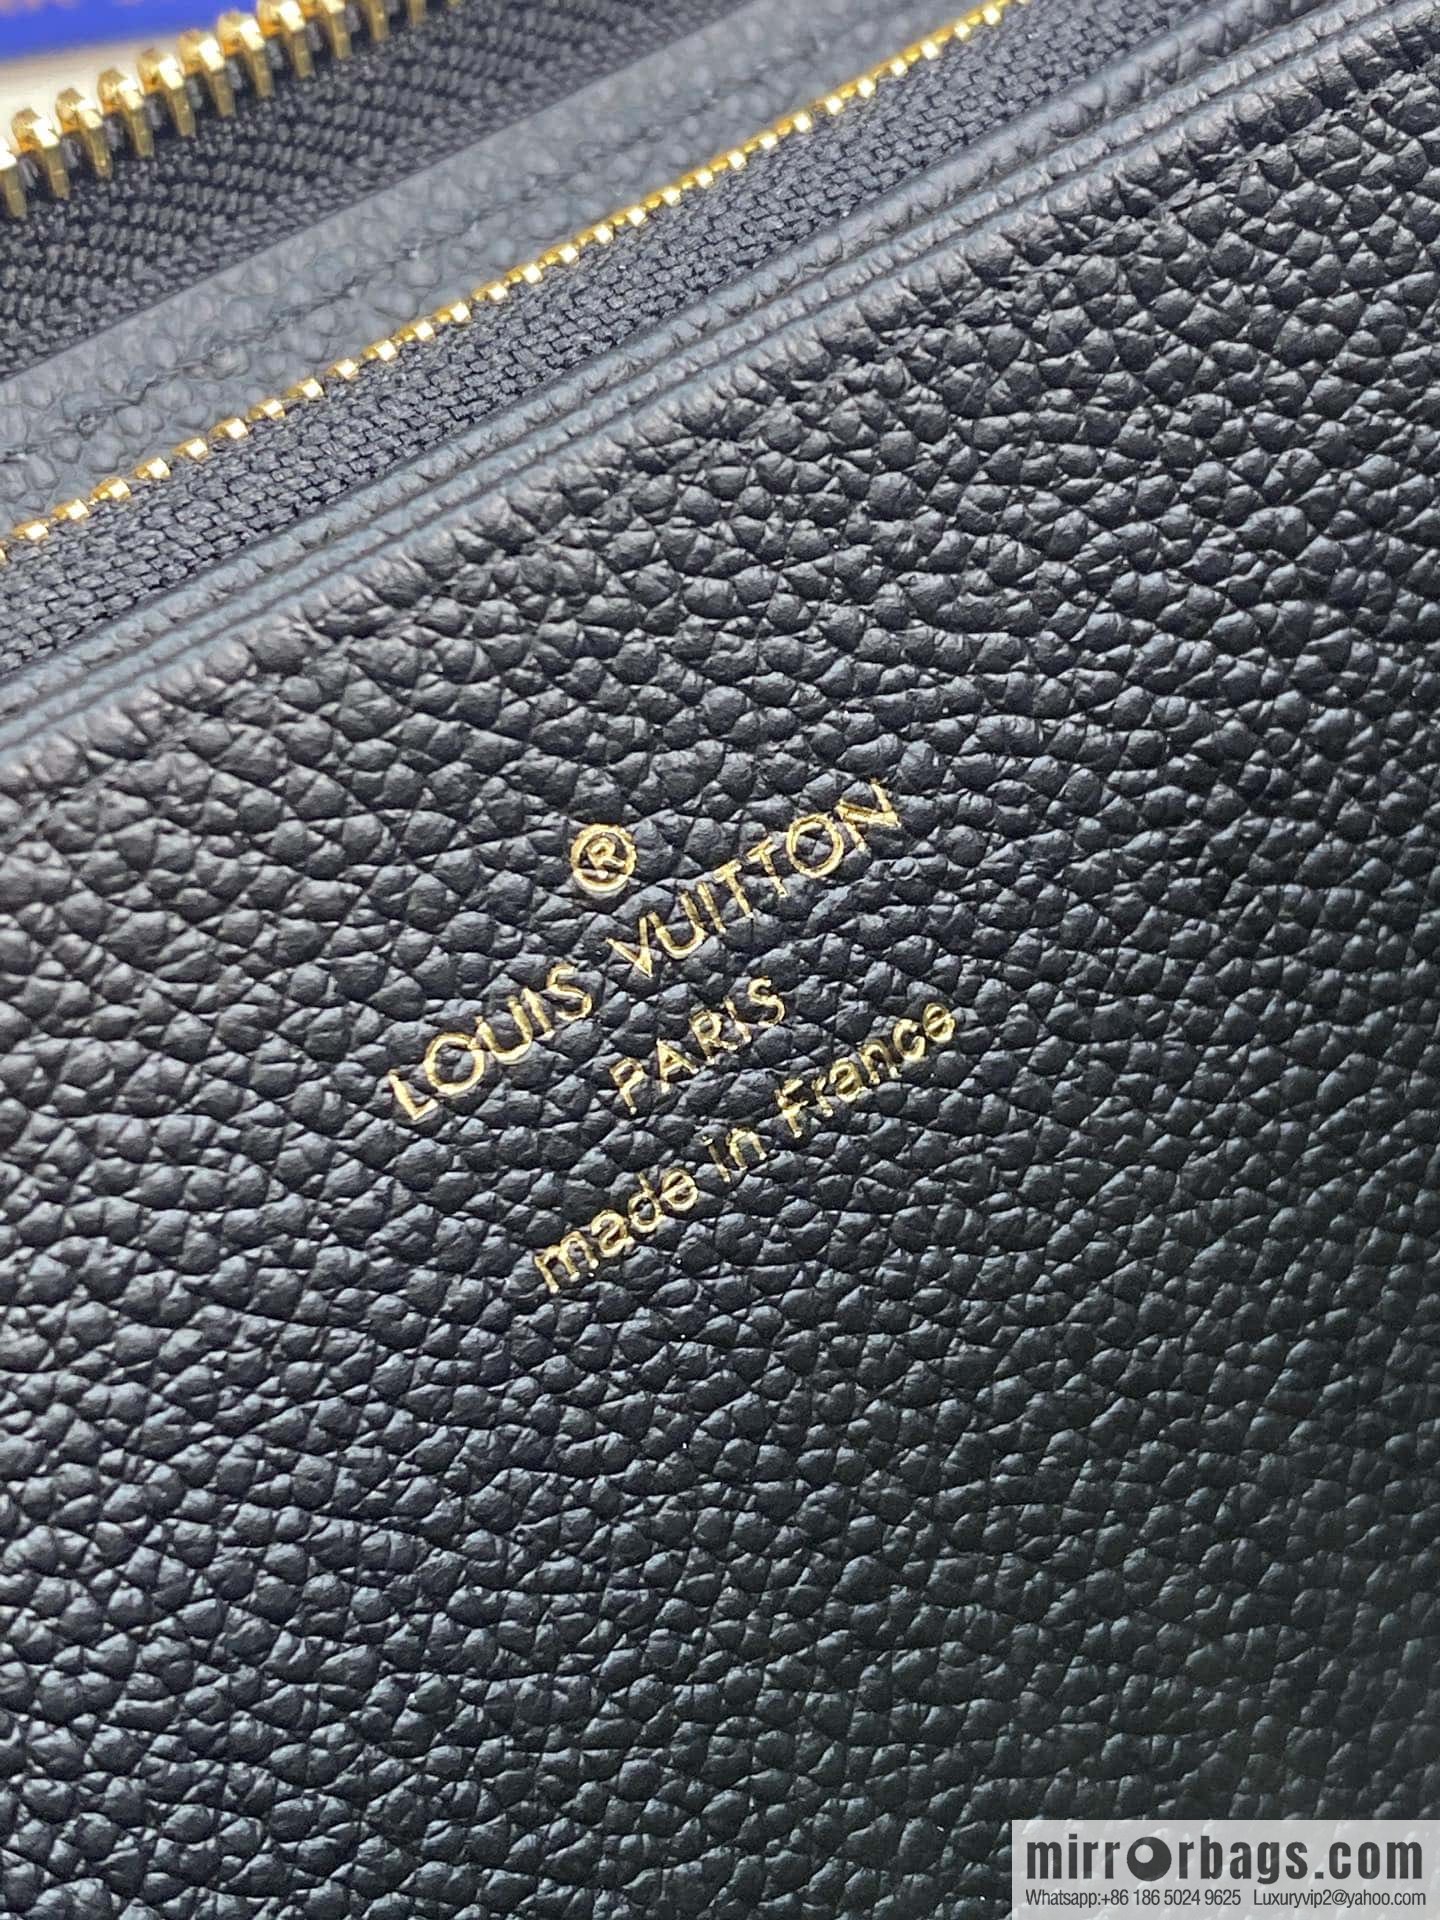 ®
LOUIS VUITTON
PARIS
made in France
mirrorbags.com
Whatsapp:+86 186 5024 9625 Luxuryvip2@yahoo.com